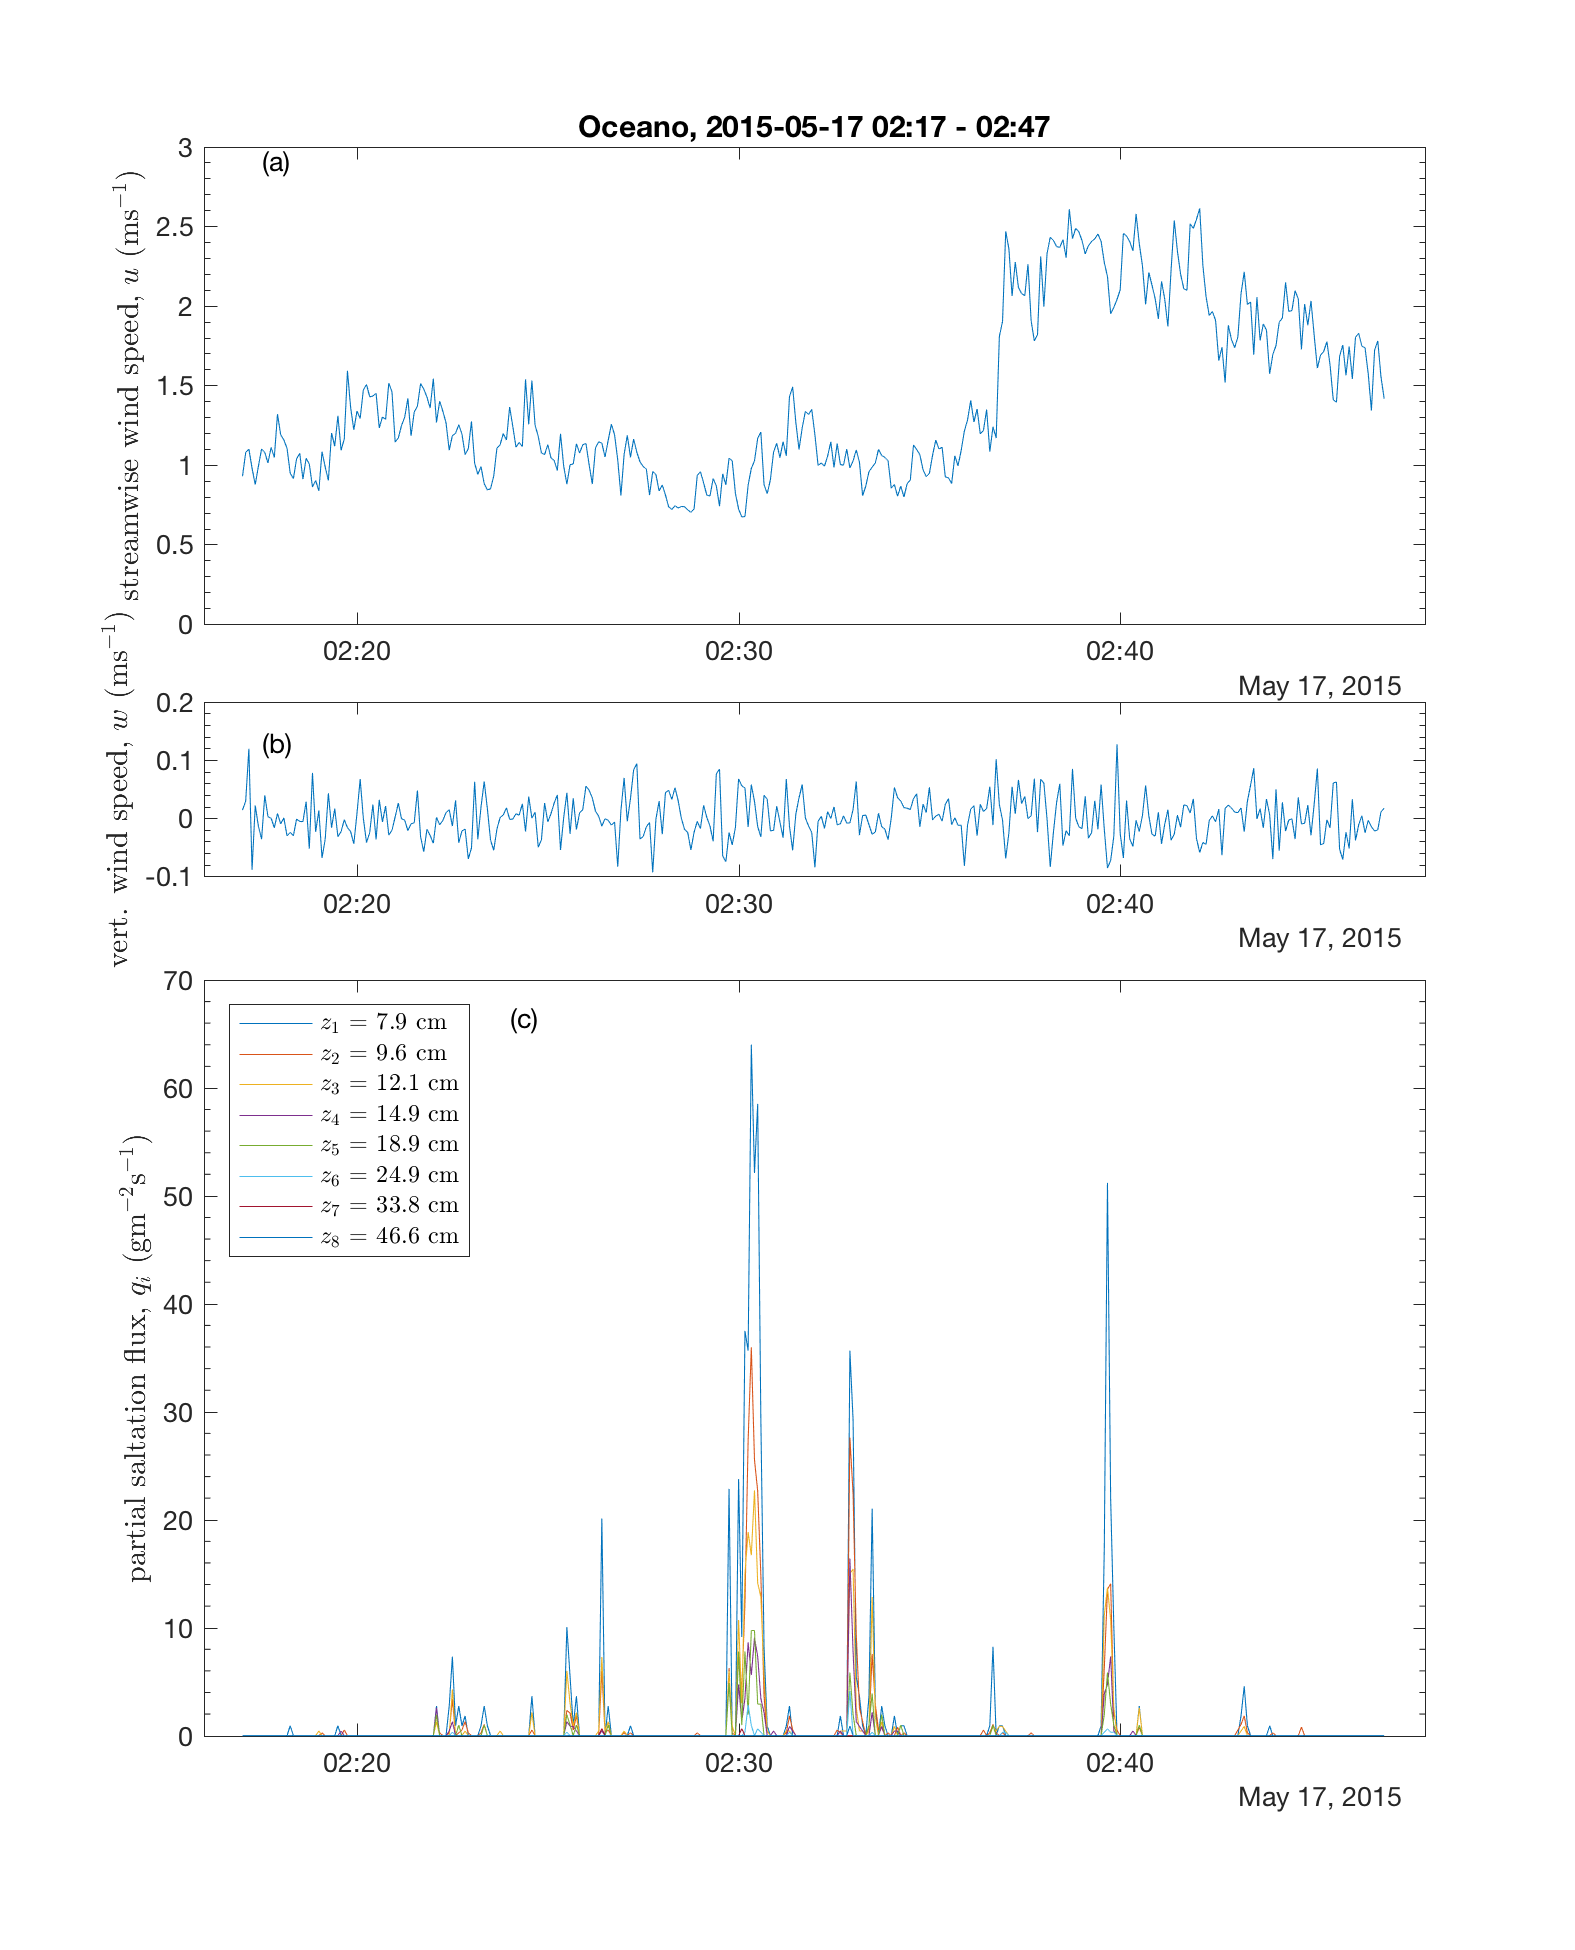 Oceano, 2015-05-17 02:17 - 02:47
(a)
streamwise wind speed, u (ms⁻¹)
3
2.5
2
1.5
1
0.5
0
02:20 02:30 02:40
May 17, 2015
(b)
vert. wind speed, w (ms⁻¹)
0.2
0.1
0
-0.1
02:20 02:30 02:40
May 17, 2015
(c)
partial saltation flux, qᵢ (gm⁻²s⁻¹)
70
60
50
40
30
20
10
0
z₁ = 7.9 cm
z₂ = 9.6 cm
z₃ = 12.1 cm
z₄ = 14.9 cm
z₅ = 18.9 cm
z₆ = 24.9 cm
z₇ = 33.8 cm
z₈ = 46.6 cm
02:20 02:30 02:40
May 17, 2015